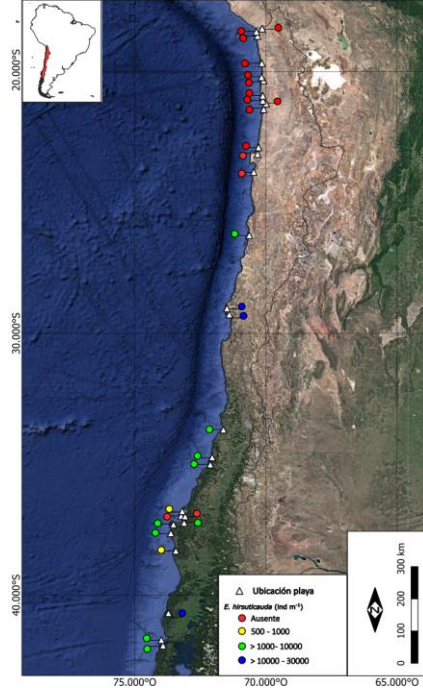 20.000°S
30.000°S
40.000°S
Ubicación playa
E. hirsuticauda (ind m⁻¹)
Ausente
500 - 1000
> 1000- 10000
> 10000 - 30000
N
0 100 200 300 km
75.000°O 70.000°O 65.000°O